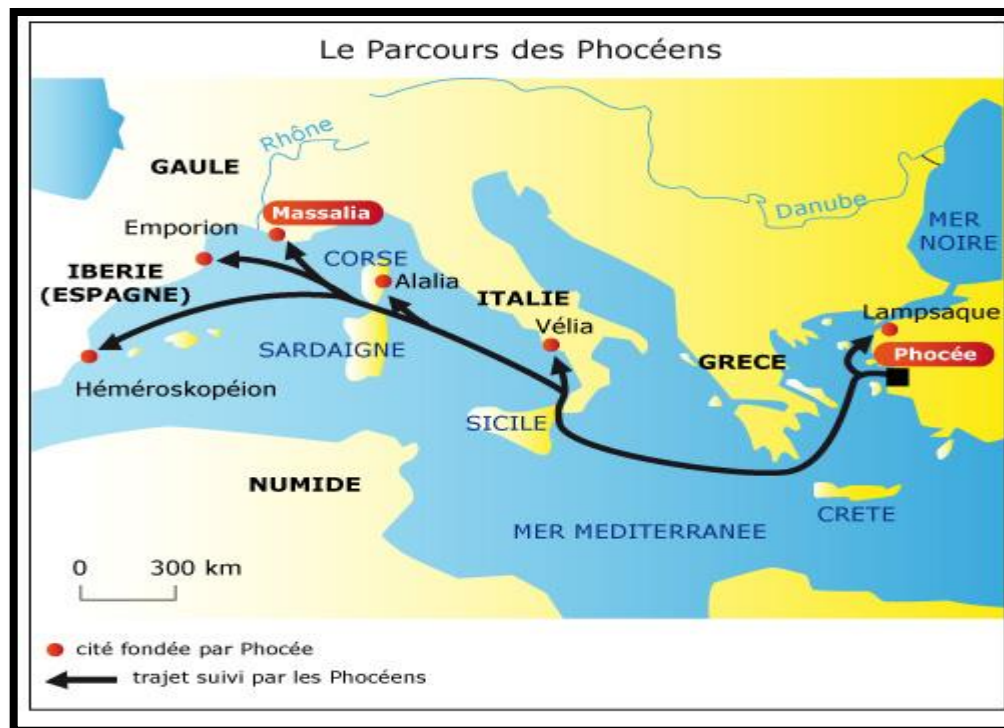 Le Parcours des Phocéens
Rhône
GAULE
Massalia
Danube
Emporion
MER
NOIRE
CORSE
IBERIE
(ESPAGNE)
Alalia
ITALIE
Lampsaque
Vélia
SARDAIGNE
GRECE
Phocée
Héméroskopéion
SICILE
NUMIDE
CRETE
MER MEDITERRANEE
0 300 km
cité fondée par Phocée
trajet suivi par les Phocéens